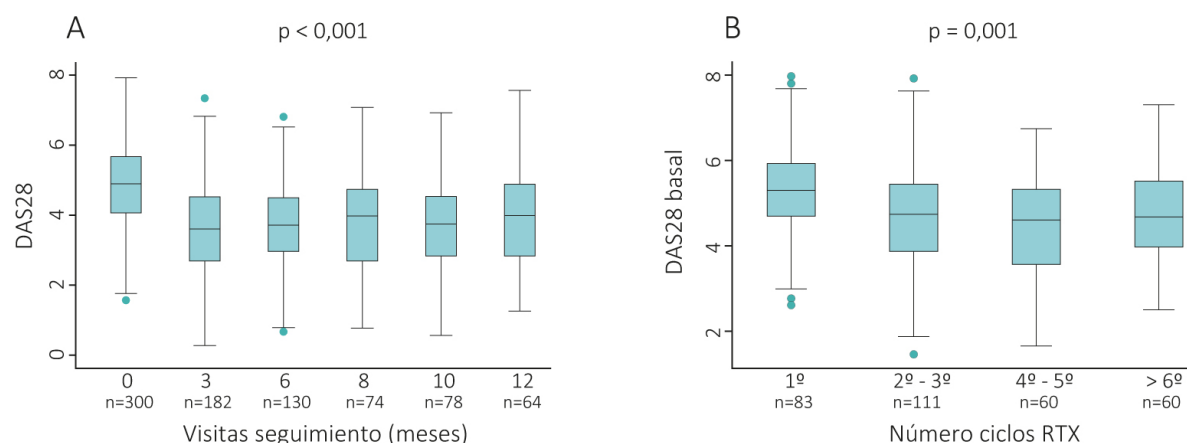 A
p < 0,001
DAS28
8
6
4
2
0
0 3 6 8 10 12
n=300 n=182 n=130 n=74 n=78 n=64
Visitas seguimiento (meses)
B
p = 0,001
DAS28 basal
8
6
4
2
1º 2º - 3º 4º - 5º > 6º
n=83 n=111 n=60 n=60
Número ciclos RTX